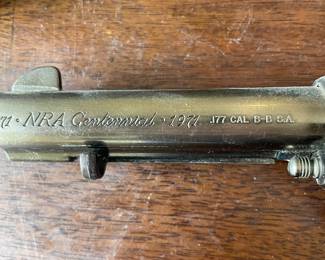 71 • NRA Centennial • 1971 .177 CAL. B-B G.A.